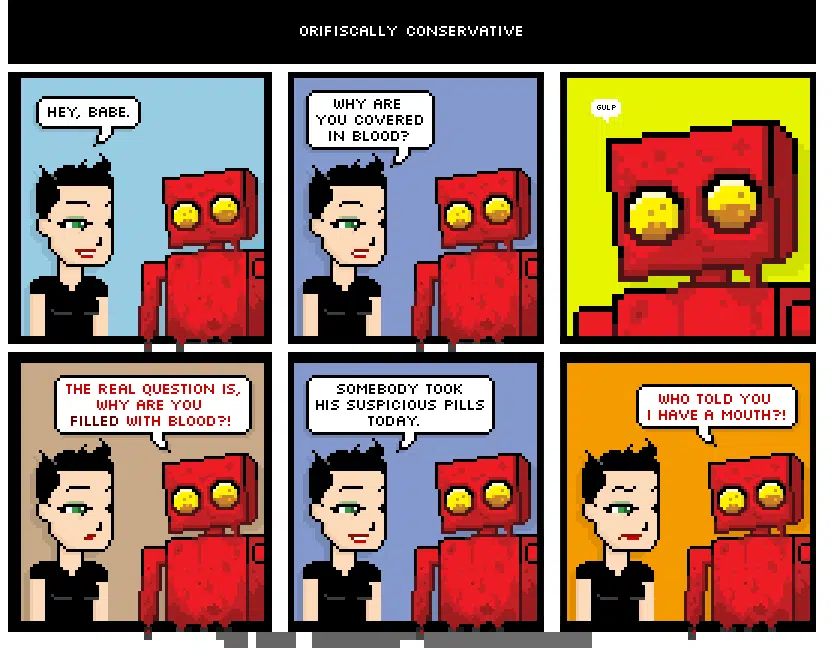 ORIFISCALLY CONSERVATIVE
HEY, BABE.
WHY ARE
YOU COVERED
IN BLOOD?
GULP
THE REAL QUESTION IS,
WHY ARE YOU
FILLED WITH BLOOD?!
SOMEBODY TOOK
HIS SUSPICIOUS PILLS
TODAY.
WHO TOLD YOU
I HAVE A MOUTH?!